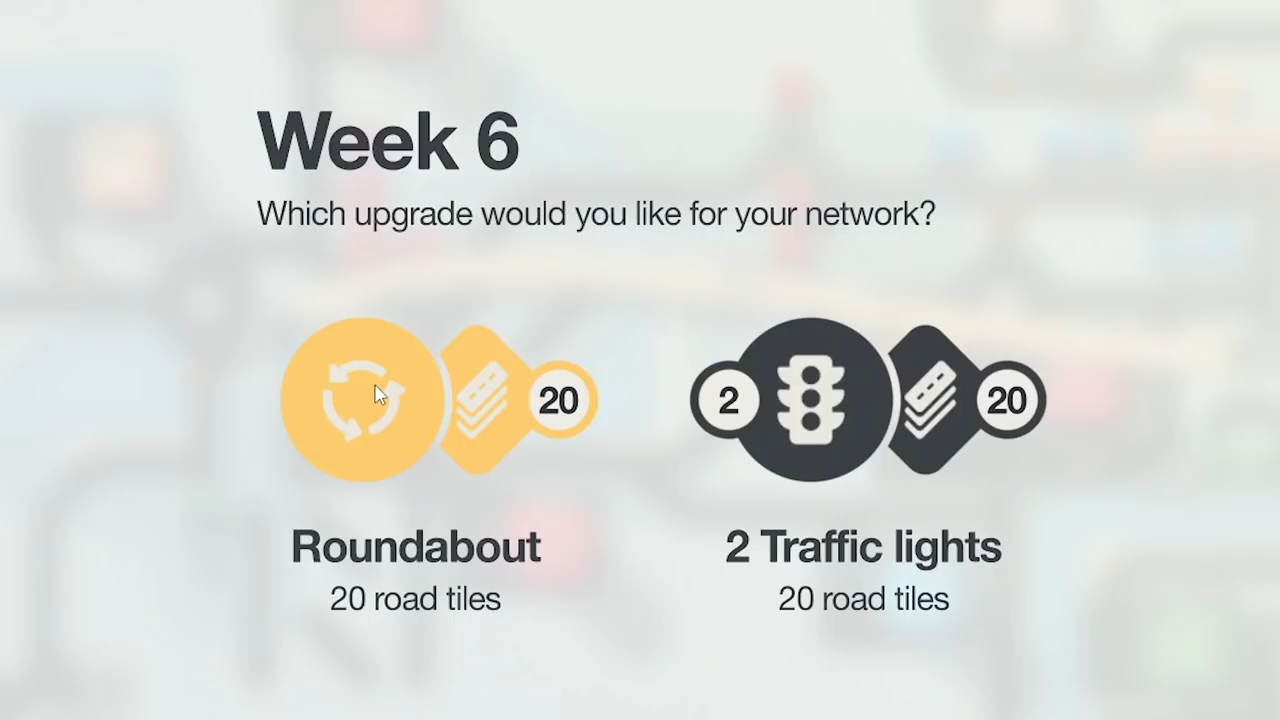 Week 6
Which upgrade would you like for your network?
20
2
20
Roundabout
2 Traffic lights
20 road tiles
20 road tiles